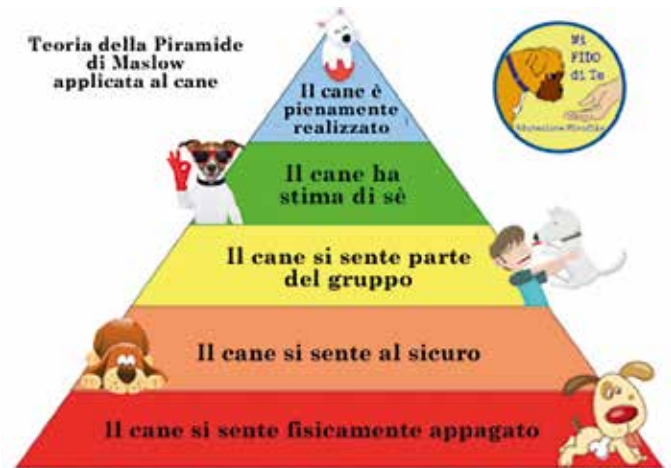 Teoria della Piramide
di Maslow
applicata al cane
Mi
FIDO
di Te
Educazione Cinofila
Il cane è
pienamente
realizzato
Il cane ha
stima di sè
Il cane si sente parte
del gruppo
Il cane si sente al sicuro
Il cane si sente fisicamente appagato